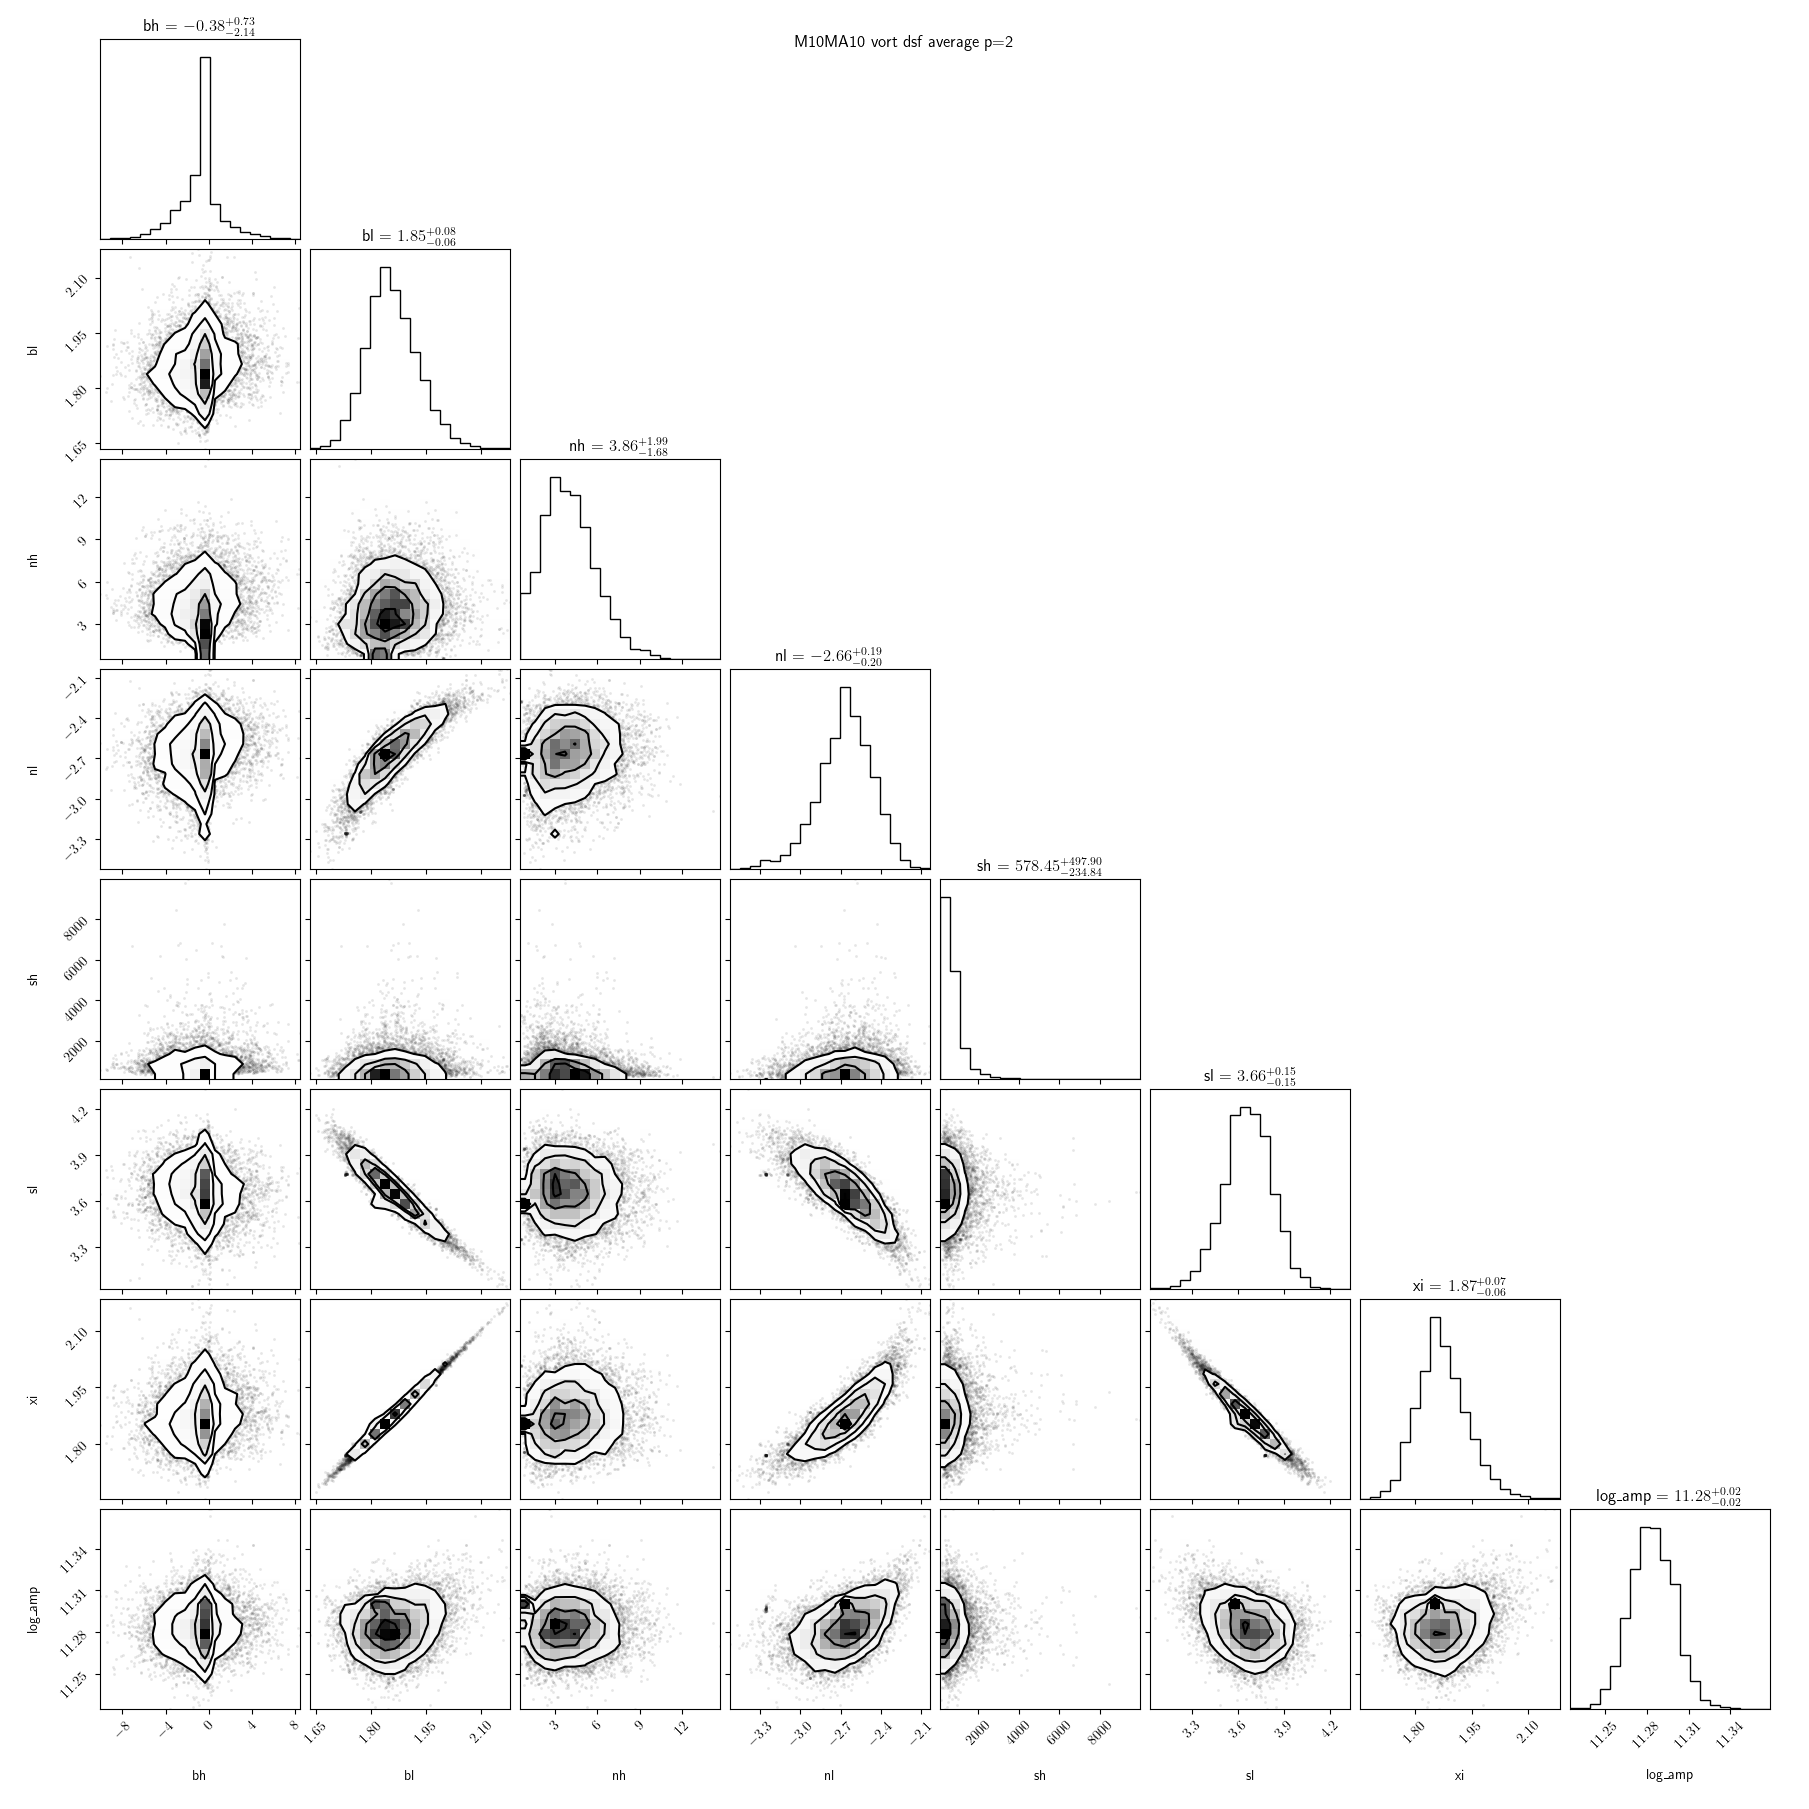 M10MA10 vort dsf average p=2
bh = −0.38 +0.73 −2.14
bl = 1.85 +0.08 −0.06
bl
2.10
1.95
1.80
1.65
nh = 3.86 +1.99 −1.68
nh
12
9
6
3
nl = −2.66 +0.19 −0.20
nl
−2.1
−2.4
−2.7
−3.0
−3.3
sh = 578.45 +497.90 −234.84
sh
8000
6000
4000
2000
sl = 3.66 +0.15 −0.15
sl
4.2
3.9
3.6
3.3
xi = 1.87 +0.07 −0.06
xi
2.10
1.95
1.80
log_amp = 11.28 +0.02 −0.02
log_amp
11.34
11.31
11.28
11.25
−8 −4 0 4 8
1.65 1.80 1.95 2.10
3 6 9 12
−3.3 −3.0 −2.7 −2.4 −2.1
2000 4000 6000 8000
3.3 3.6 3.9 4.2
1.80 1.95 2.10
11.25 11.28 11.31 11.34
bh bl nh nl sh sl xi log_amp